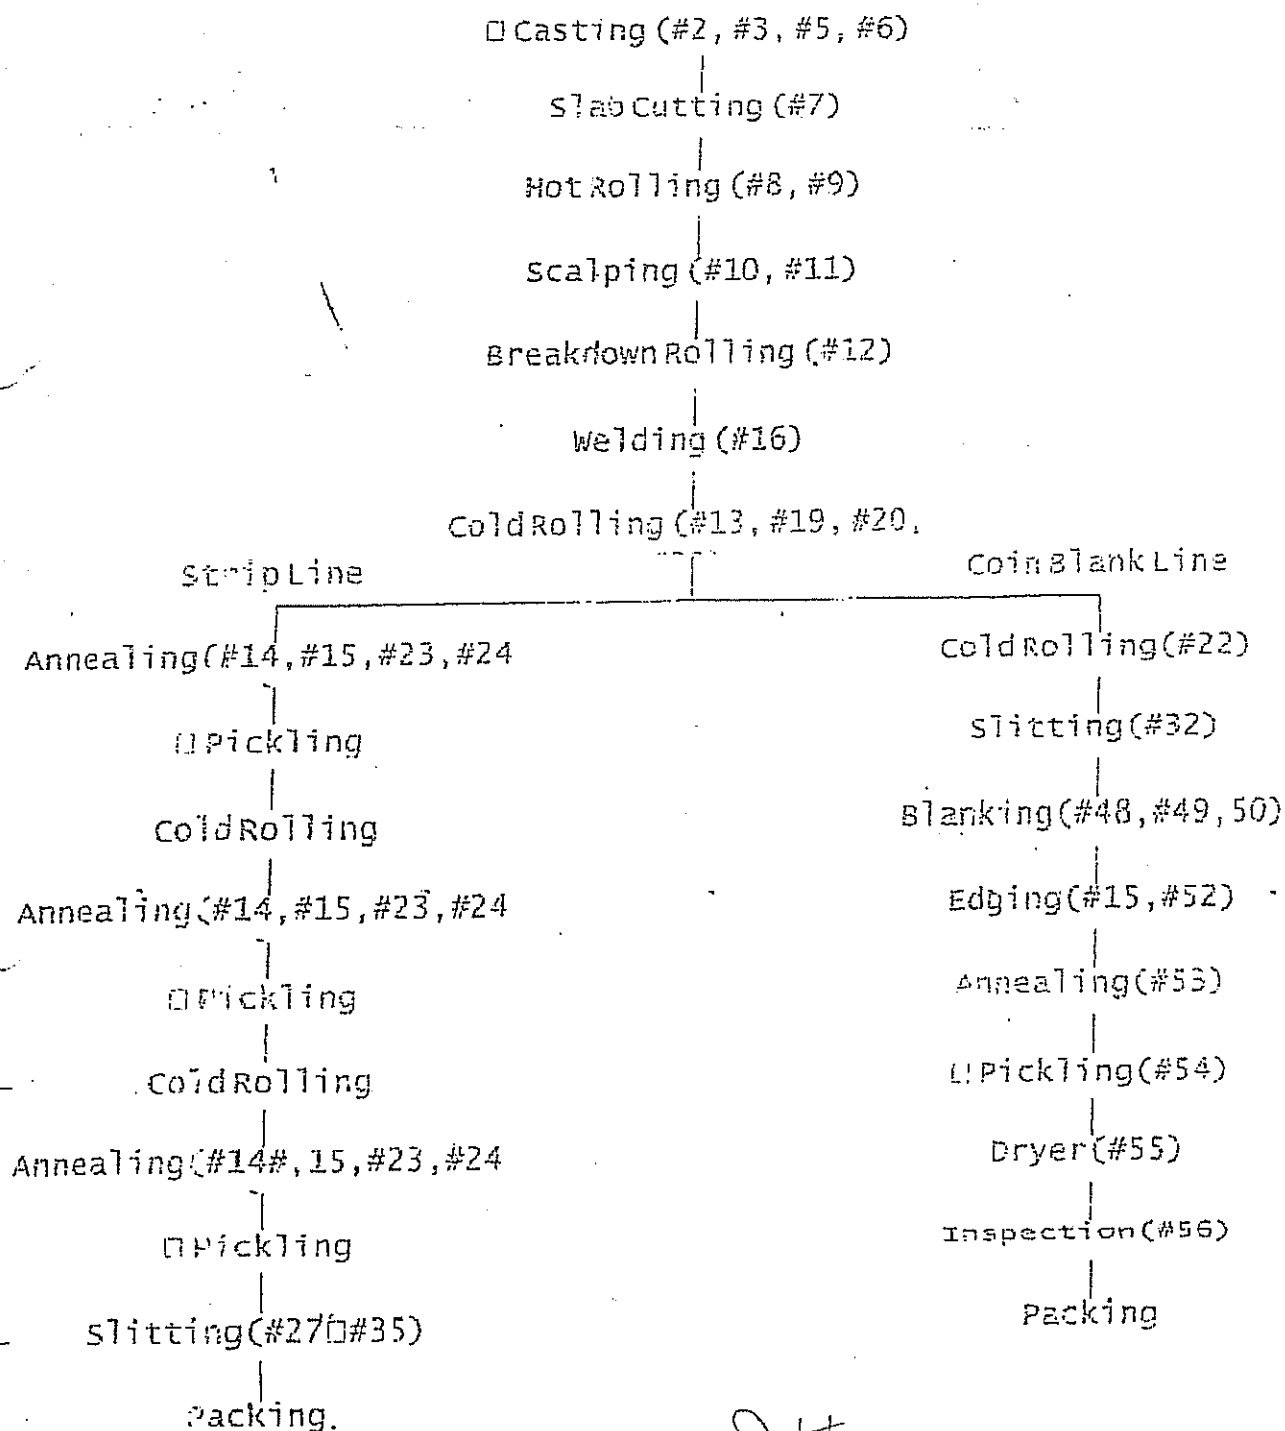 □ Casting (#2, #3, #5, #6)
Slab Cutting (#7)
Hot Rolling (#8, #9)
Scalping (#10, #11)
Breakdown Rolling (#12)
Welding (#16)
Cold Rolling (#13, #19, #20,
Strip Line
Coin Blank Line
Annealing(#14,#15,#23,#24
□ Pickling
Cold Rolling
Annealing(#14,#15,#23,#24
□ Pickling
Cold Rolling
Annealing(#14#,15,#23,#24
□ Pickling
Slitting(#27□#35)
Packing.
Cold Rolling(#22)
Slitting(#32)
Blanking(#48,#49,50)
Edging(#15,#52)
Annealing(#53)
□ Pickling(#54)
Dryer(#55)
Inspection(#56)
Packing